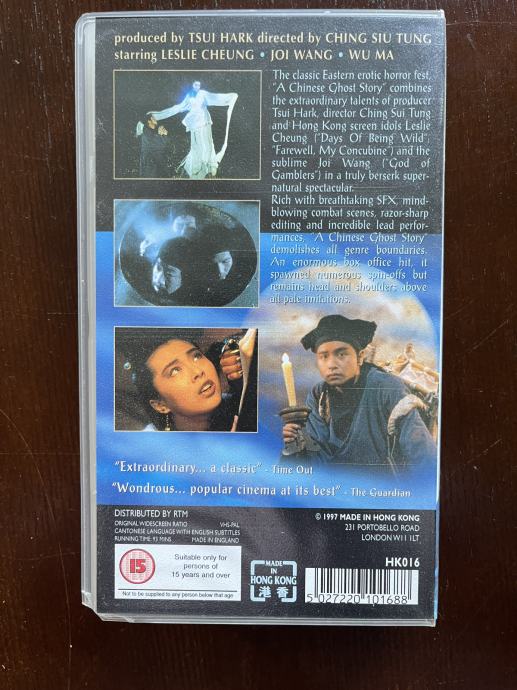 produced by TSUI HARK directed by CHING SIU TUNG
starring LESLIE CHEUNG • JOI WANG • WU MA
The classic Eastern erotic horror fest,
"A Chinese Ghost Story" combines
the extraordinary talents of producer
Tsui Hark, director Ching Sui Tung
and Hong Kong screen idols Leslie
Cheung ("Days Of Being Wild",
"Farewell, My Concubine") and the
sublime Joi Wang ("God of
Gamblers") in a truly berserk super-
natural spectacular.
Rich with breathtaking SFX, mind-
blowing combat scenes, razor-sharp
editing and incredible lead perfor-
mances, "A Chinese Ghost Story"
demolishes all genre boundaries.
An enormous box office hit, it
spawned numerous spin-offs but
remains head and shoulders above
all pale imitations.
"Extraordinary... a classic" - Time Out
"Wondrous... popular cinema at its best" - The Guardian
DISTRIBUTED BY RTM
ORIGINAL WIDESCREEN RATIO VHS-PAL
CANTONESE LANGUAGE WITH ENGLISH SUBTITLES
RUNNING TIME: 93 MINS MADE IN ENGLAND
© 1997 MADE IN HONG KONG
231 PORTOBELLO ROAD
LONDON W11 1LT
15
Suitable only for
persons of
15 years and over
Not to be supplied to any person below that age
MADE
IN
HONG KONG
港香
HK016
5 027220 101688